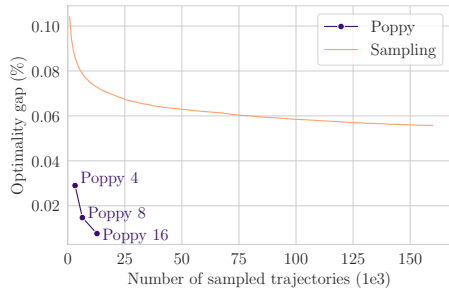 0.10
0.08
0.06
0.04
0.02
Optimality gap (%)
Poppy
Sampling
Poppy 4
Poppy 8
Poppy 16
0
25
50
75
100
125
150
Number of sampled trajectories (1e3)